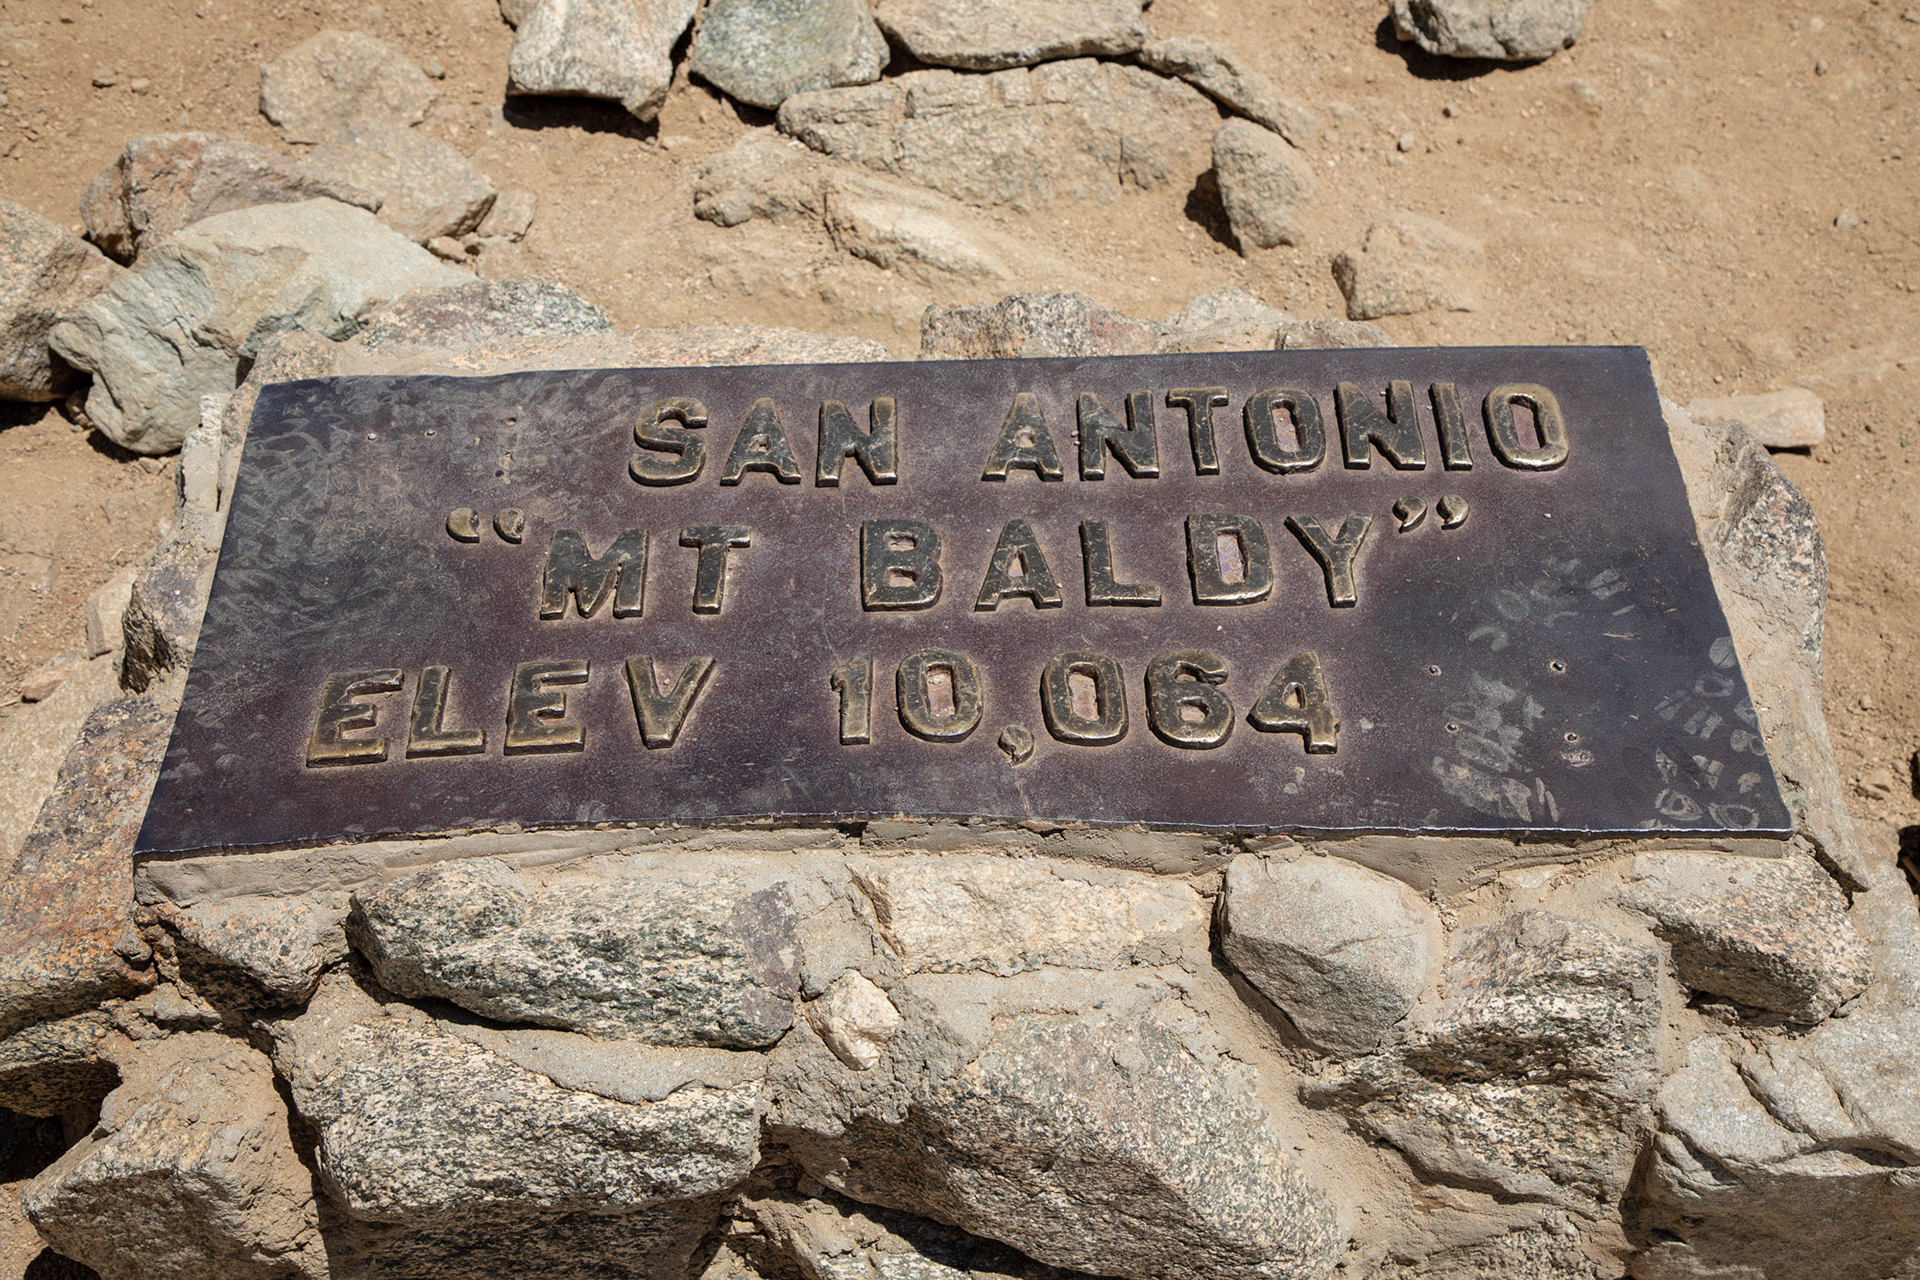 SAN ANTONIO
“MT BALDY”
ELEV 10,064